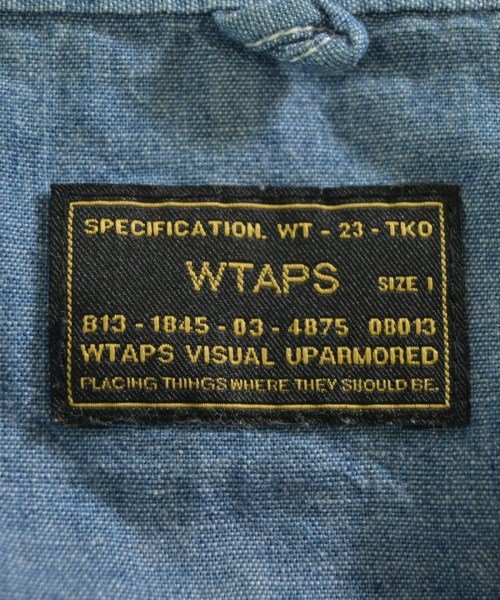 SPECIFICATION. WT - 23 - TKO
WTAPS SIZE 1
813 - 1845 - 03 - 4875 08013
WTAPS VISUAL UPARMORED
PLACING THINGS WHERE THEY SHOULD BE.